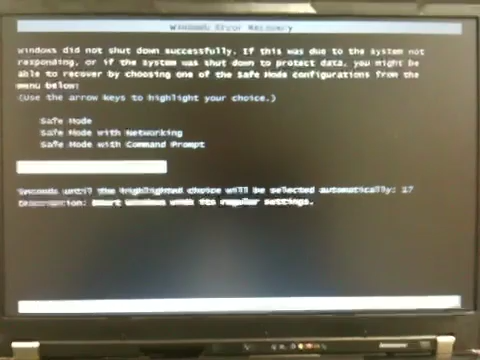 Windows Error Recovery
Windows did not shut down successfully. If this was due to the system not
responding, or if the system was shut down to protect data, you might be
able to recover by choosing one of the Safe Mode configurations from the
menu below:
(Use the arrow keys to highlight your choice.)
Safe Mode
Safe Mode with Networking
Safe Mode with Command Prompt
Seconds until the highlighted choice will be selected automatically: 17
Description: Start Windows with its regular settings.